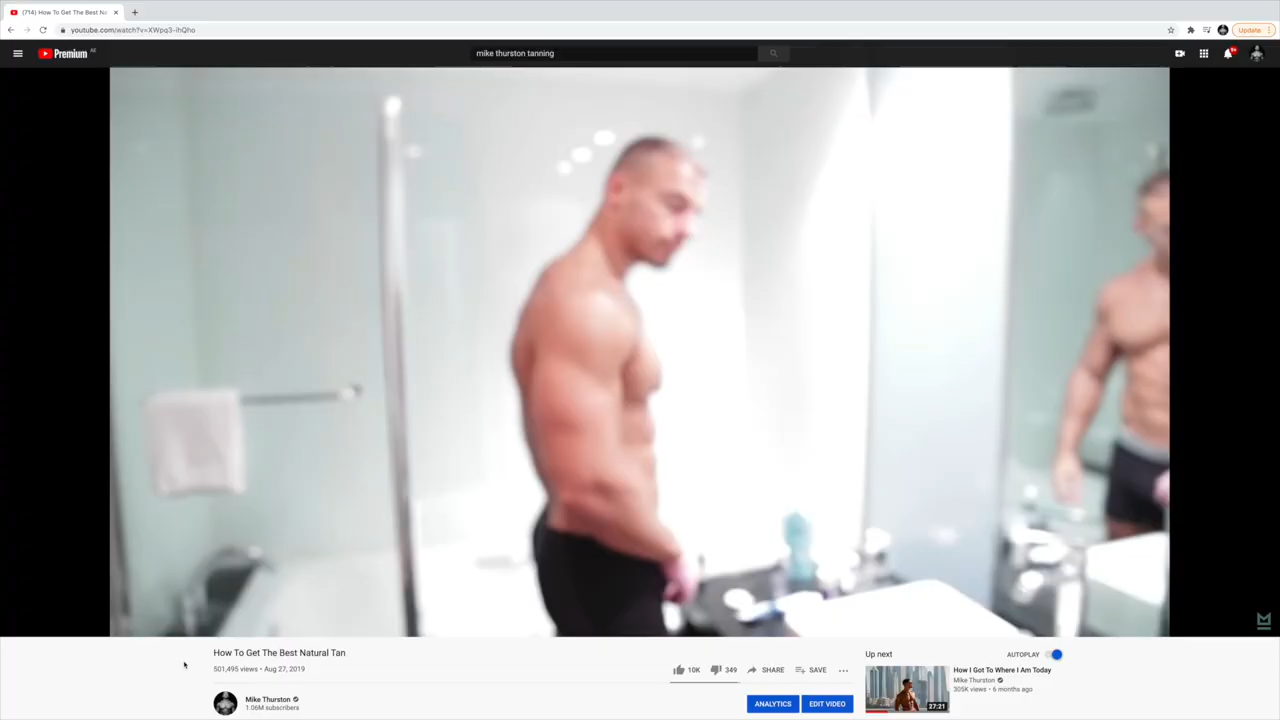 (714) How To Get The Best Na
youtube.com/watch?v=XWpq3-ihQho
Update
Premium
AE
mike thurston tanning
9+
How To Get The Best Natural Tan
501,495 views • Aug 27, 2019
10K
349
SHARE
SAVE
Mike Thurston
1.06M subscribers
ANALYTICS
EDIT VIDEO
Up next
AUTOPLAY
How I Got To Where I Am Today
Mike Thurston
305K views • 6 months ago
27:21